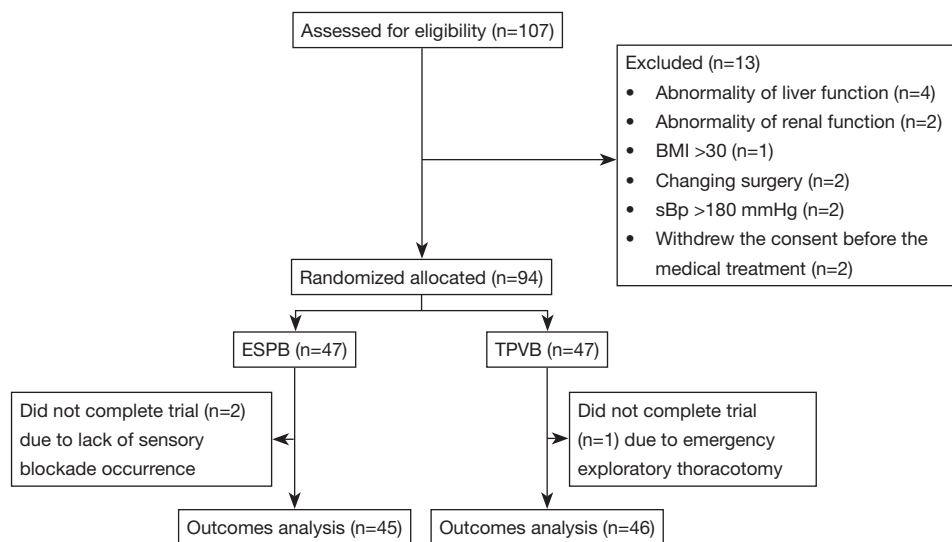 Assessed for eligibility (n=107)
Excluded (n=13)
• Abnormality of liver function (n=4)
• Abnormality of renal function (n=2)
• BMI >30 (n=1)
• Changing surgery (n=2)
• sBp >180 mmHg (n=2)
• Withdrew the consent before the
medical treatment (n=2)
Randomized allocated (n=94)
ESPB (n=47)
TPVB (n=47)
Did not complete trial (n=2)
due to lack of sensory
blockade occurrence
Did not complete trial
(n=1) due to emergency
exploratory thoracotomy
Outcomes analysis (n=45)
Outcomes analysis (n=46)